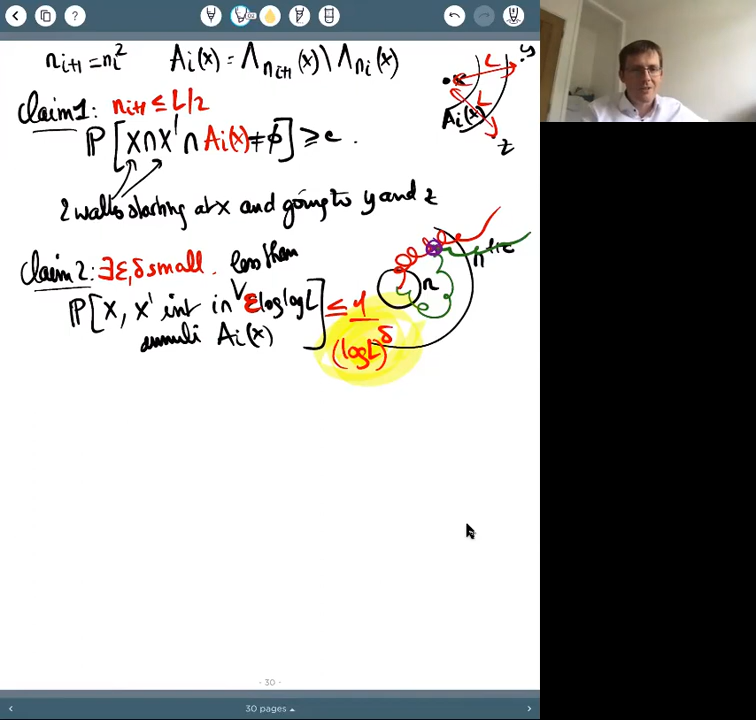 n_{i+1} = n_i^2   A_i(x) = Λ_{n_{i+1}}(x) \ Λ_{n_i}(x)
Claim 1: n_{i+1} ≤ L/2
P[X ∩ X' ∩ A_i(x) ≠ ∅] ≥ c.
2 walks starting at x and going to y and z
x y L L A_i(x) z
Claim 2: ∃ε, δ small. less than
P[X, X' int in ε log log L annuli A_i(x)] ≤ 1/(log L)^δ
n n^{1+ε}
- 30 -
30 pages